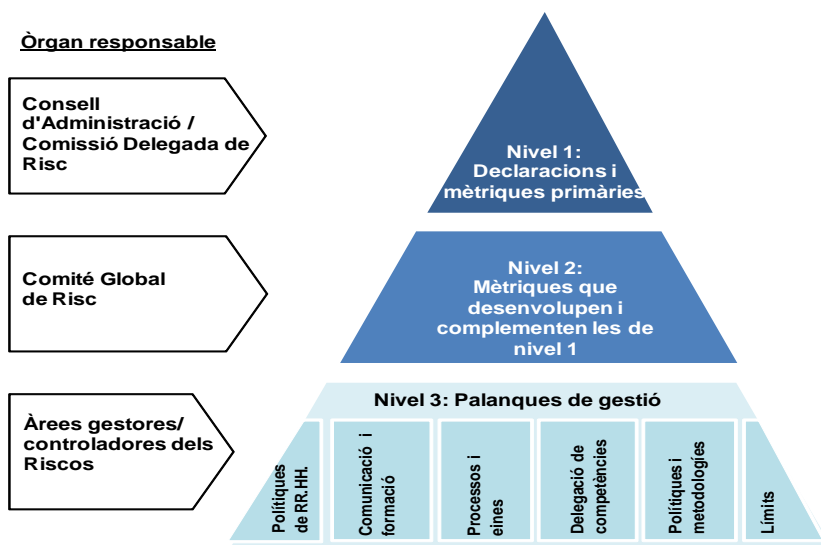 Òrgan responsable
Consell
d'Administració /
Comissió Delegada de
Risc
Nivel 1:
Declaracions i
mètriques primàries
Comité Global
de Risc
Nivel 2:
Mètriques que
desenvolupen i
complementen les de
nivel 1
Àrees gestores/
controladores dels
Riscos
Nivel 3: Palanques de gestió
Polítiques
de RR.HH.
Comunicació i
formació
Processos i
eines
Delegació de
competències
Polítiques i
metodologíes
Límits